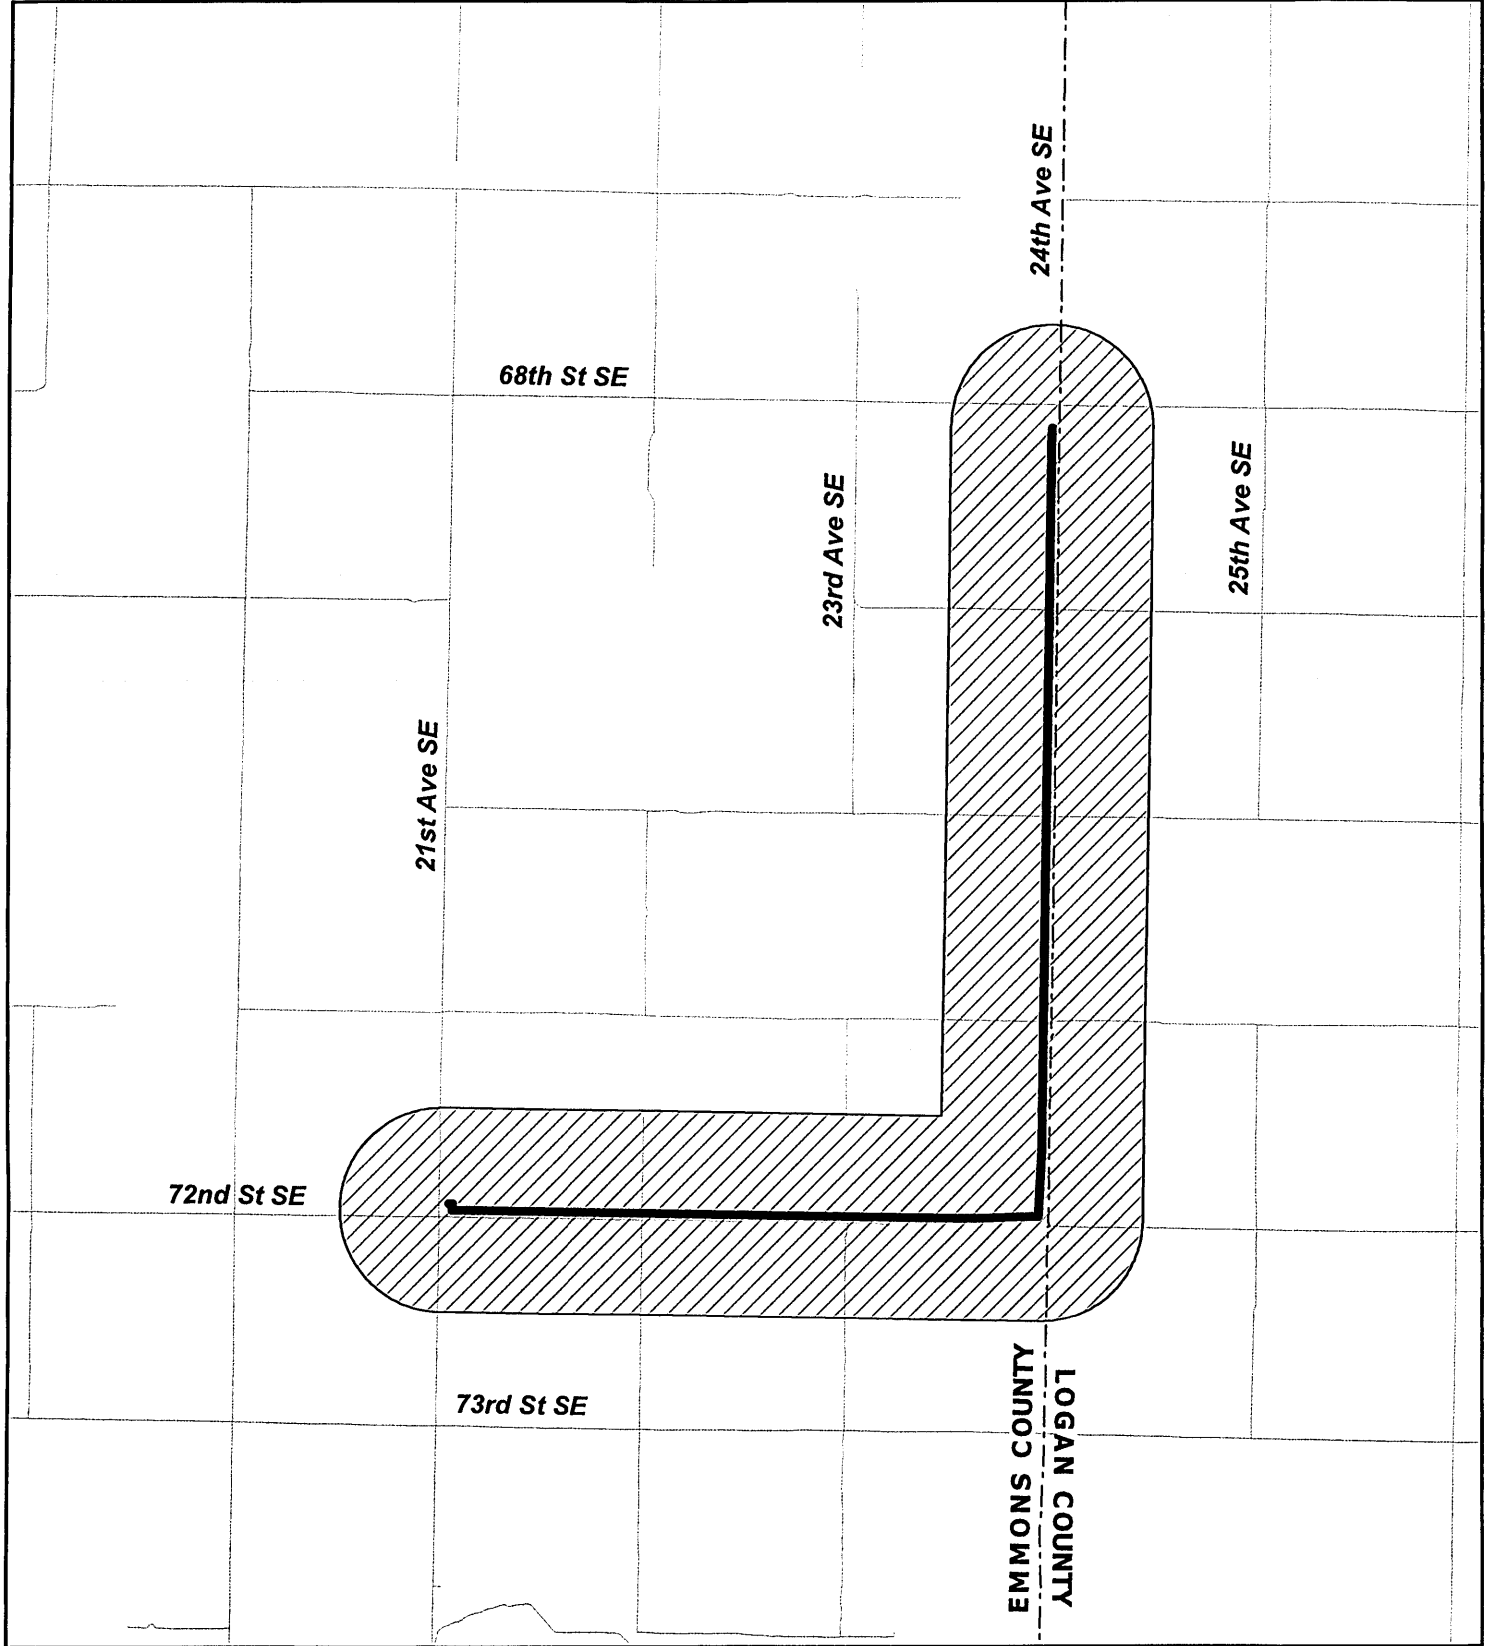 24th Ave SE
68th St SE
23rd Ave SE
25th Ave SE
21st Ave SE
72nd St SE
73rd St SE
EMMONS COUNTY
LOGAN COUNTY